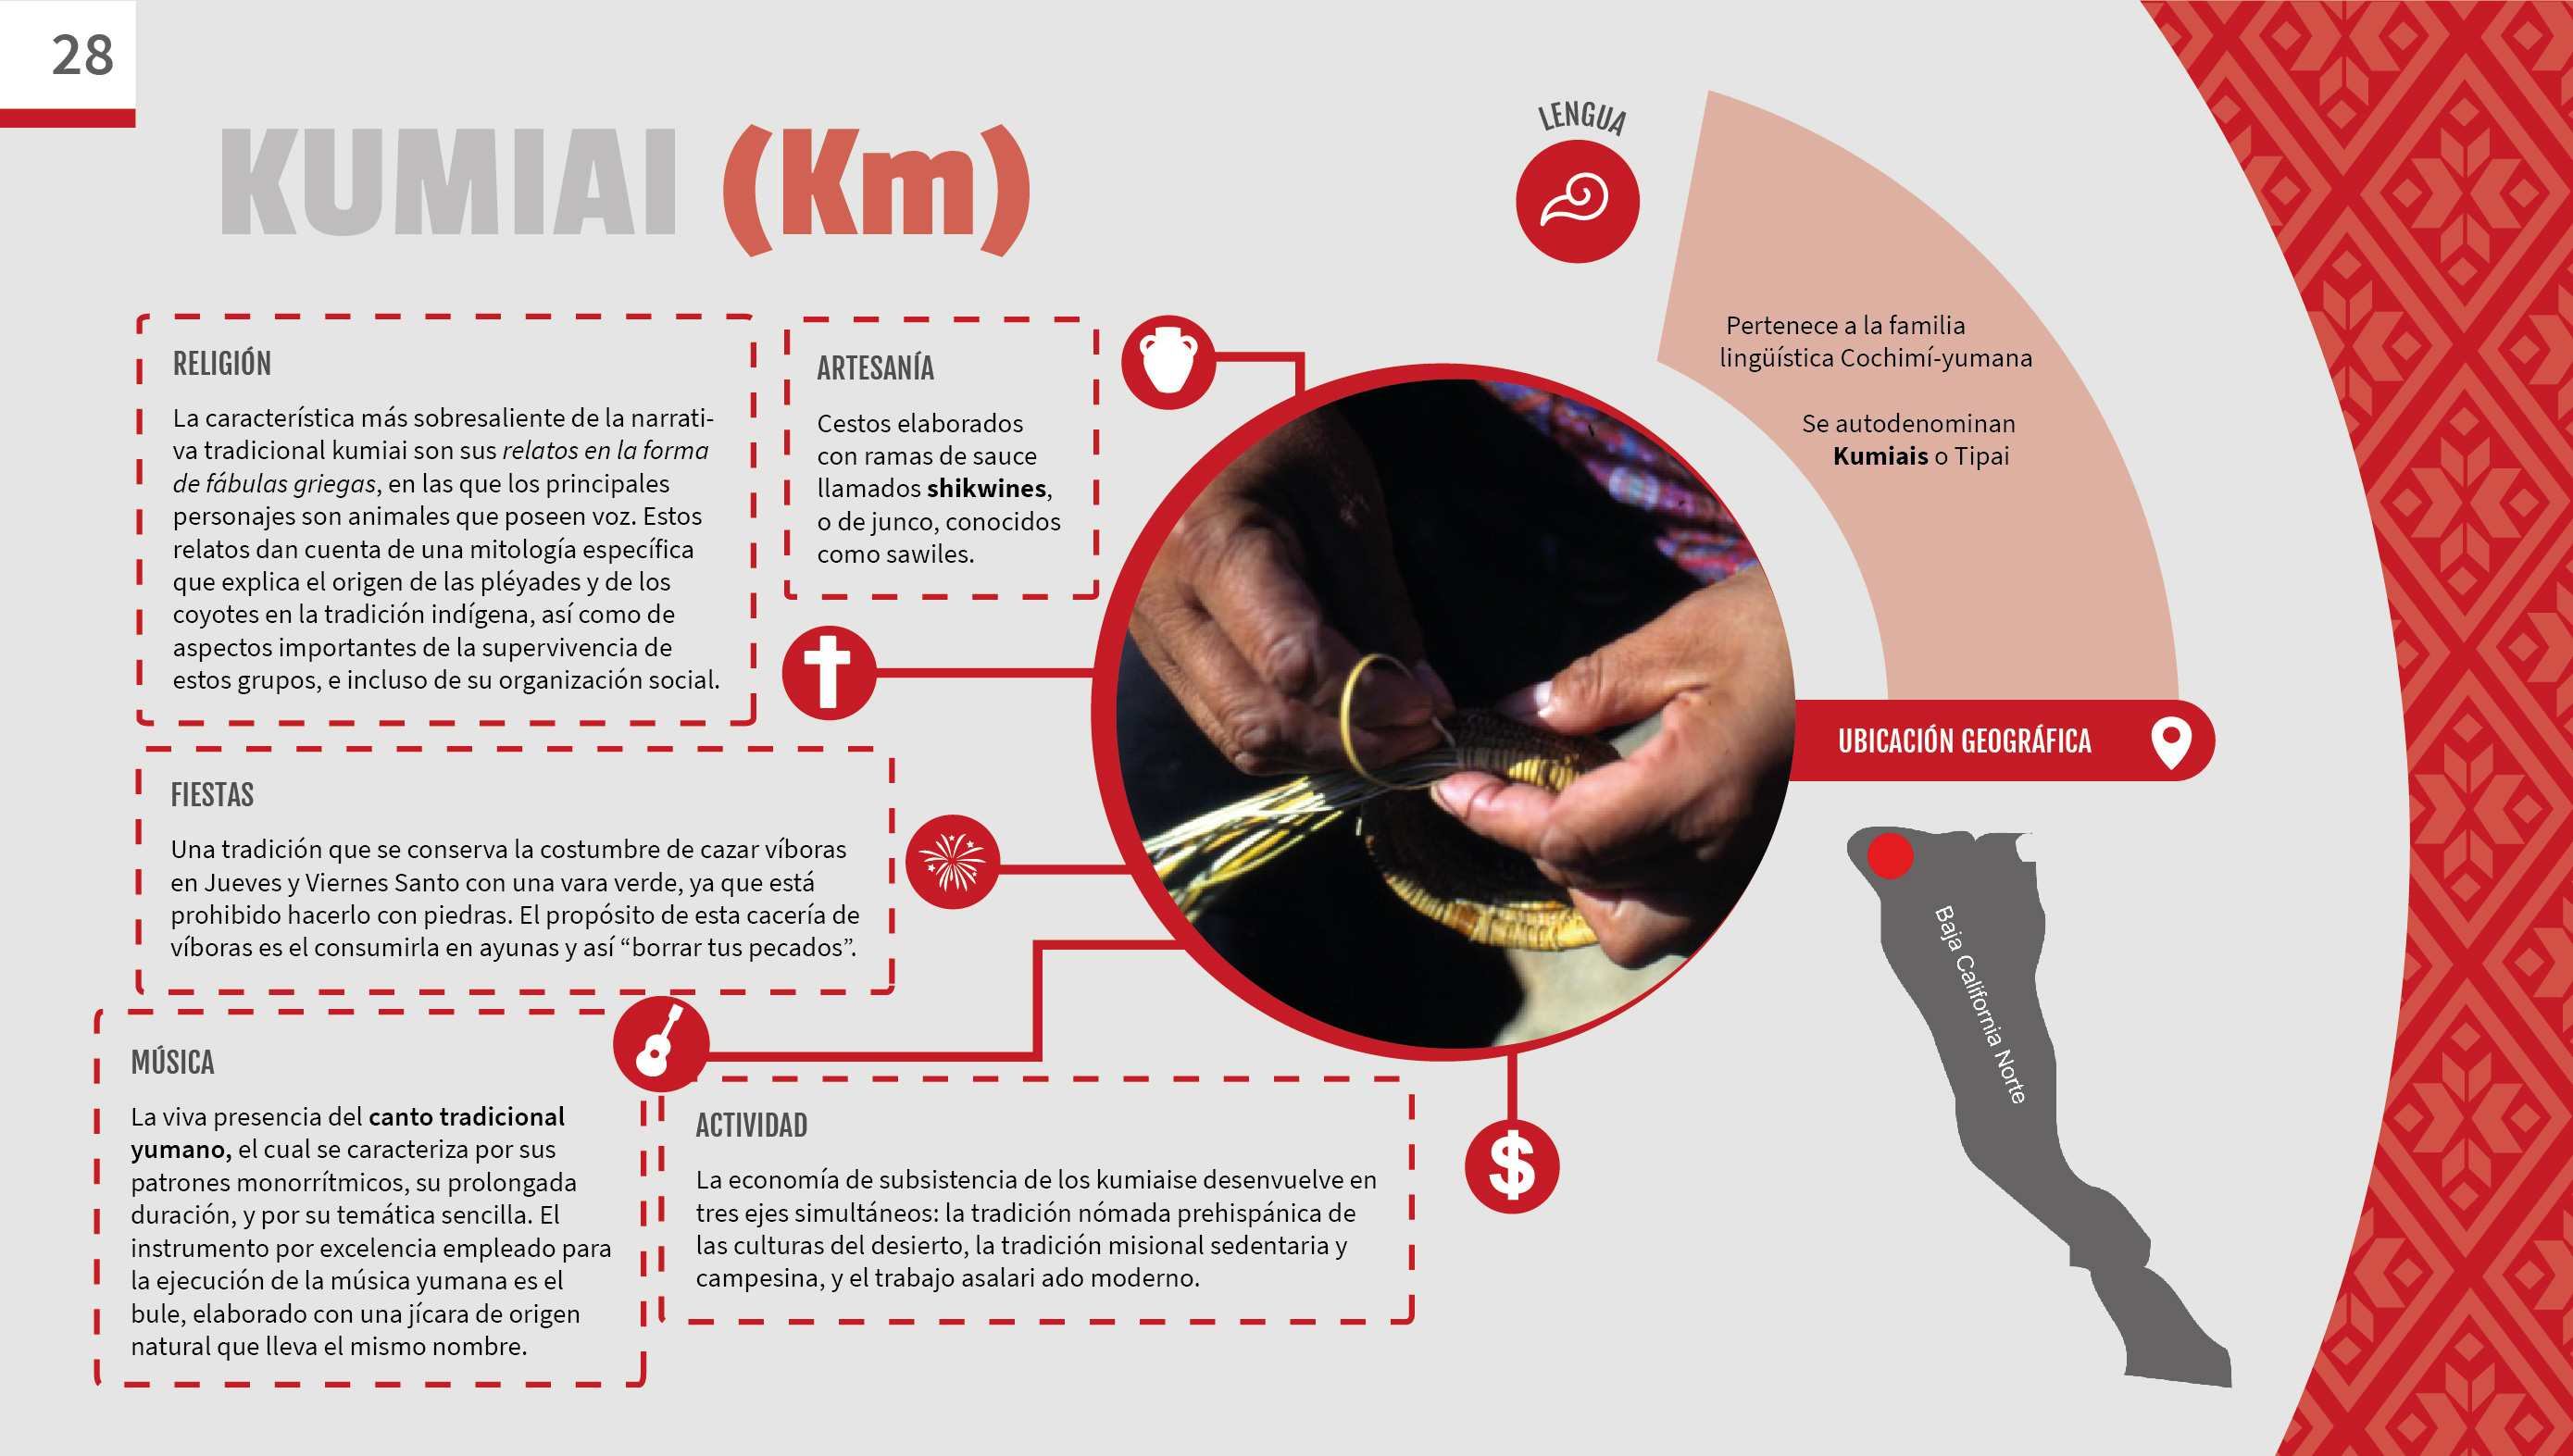 28
KUMIAI (Km)
LENGUA
Pertenece a la familia
lingüística Cochimí-yumana
Se autodenominan
Kumiais o Tipai
RELIGIÓN
La característica más sobresaliente de la narrati-
va tradicional kumiai son sus relatos en la forma
de fábulas griegas, en las que los principales
personajes son animales que poseen voz. Estos
relatos dan cuenta de una mitología específica
que explica el origen de las pléyades y de los
coyotes en la tradición indígena, así como de
aspectos importantes de la supervivencia de
estos grupos, e incluso de su organización social.
ARTESANÍA
Cestos elaborados
con ramas de sauce
llamados shikwines,
o de junco, conocidos
como sawiles.
UBICACIÓN GEOGRÁFICA
Baja California Norte
FIESTAS
Una tradición que se conserva la costumbre de cazar víboras
en Jueves y Viernes Santo con una vara verde, ya que está
prohibido hacerlo con piedras. El propósito de esta cacería de
víboras es el consumirla en ayunas y así “borrar tus pecados”.
MÚSICA
La viva presencia del canto tradicional
yumano, el cual se caracteriza por sus
patrones monorrítmicos, su prolongada
duración, y por su temática sencilla. El
instrumento por excelencia empleado para
la ejecución de la música yumana es el
bule, elaborado con una jícara de origen
natural que lleva el mismo nombre.
ACTIVIDAD
La economía de subsistencia de los kumiaise desenvuelve en
tres ejes simultáneos: la tradición nómada prehispánica de
las culturas del desierto, la tradición misional sedentaria y
campesina, y el trabajo asalari ado moderno.
$